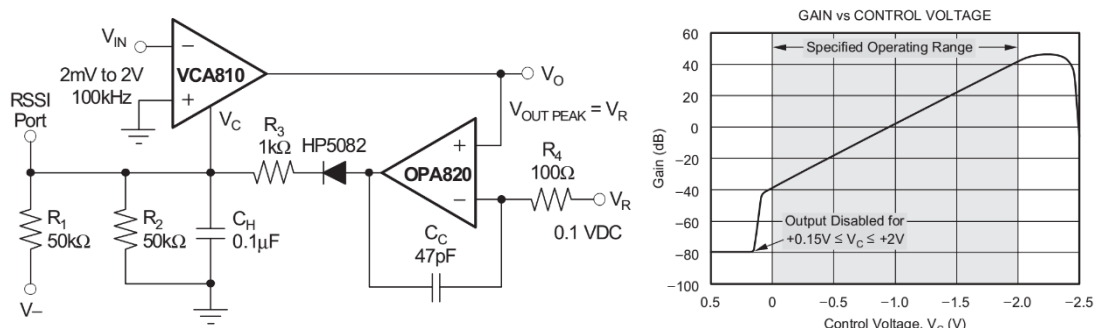 V_IN
2mV to 2V
100kHz
VCA810
−
+
V_O
RSSI
Port
V_C
R_3
1kΩ
HP5082
V_OUT PEAK = V_R
OPA820
+
−
R_4
100Ω
V_R
0.1 VDC
R_1
50kΩ
R_2
50kΩ
C_H
0.1μF
C_C
47pF
V−
GAIN vs CONTROL VOLTAGE
Specified Operating Range
Gain (dB)
60
40
20
0
−20
−40
−60
−80
−100
Output Disabled for
+0.15V ≤ V_C ≤ +2V
0.5 0 −0.5 −1.0 −1.5 −2.0 −2.5
Control Voltage, V_C (V)